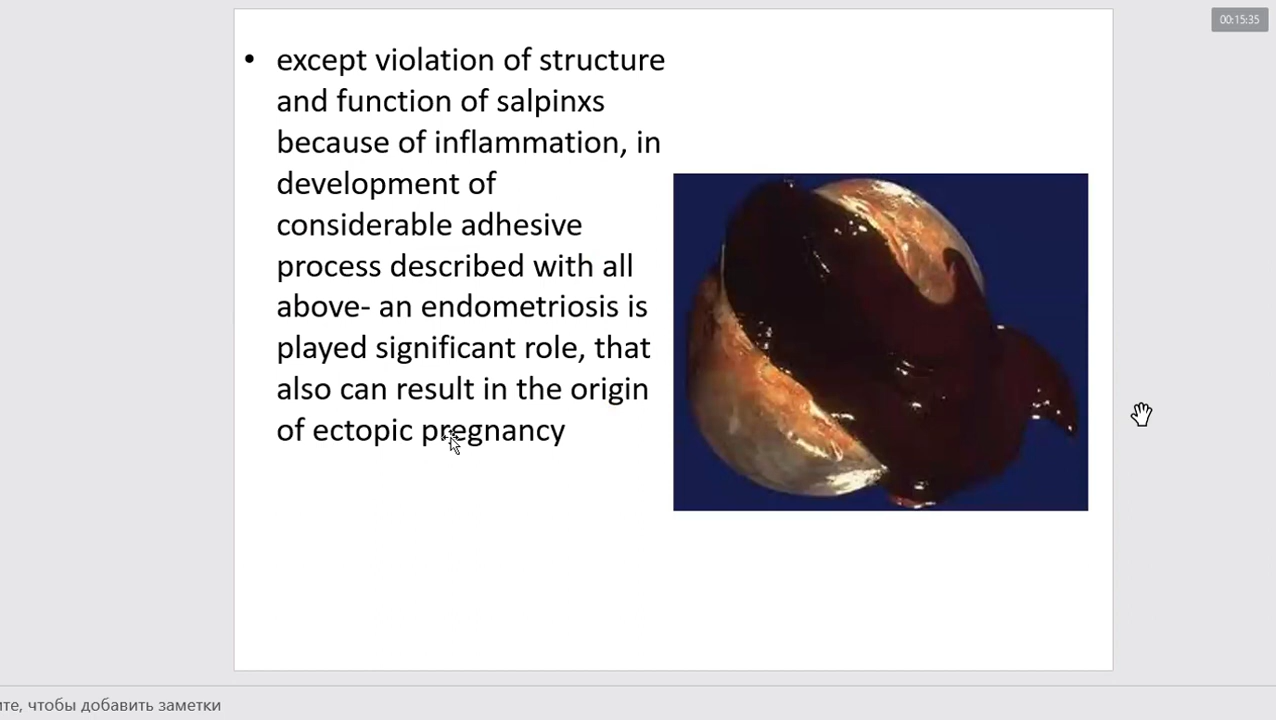 00:15:35
• except violation of structure
and function of salpinxs
because of inflammation, in
development of
considerable adhesive
process described with all
above- an endometriosis is
played significant role, that
also can result in the origin
of ectopic pregnancy
чтобы добавить заметки